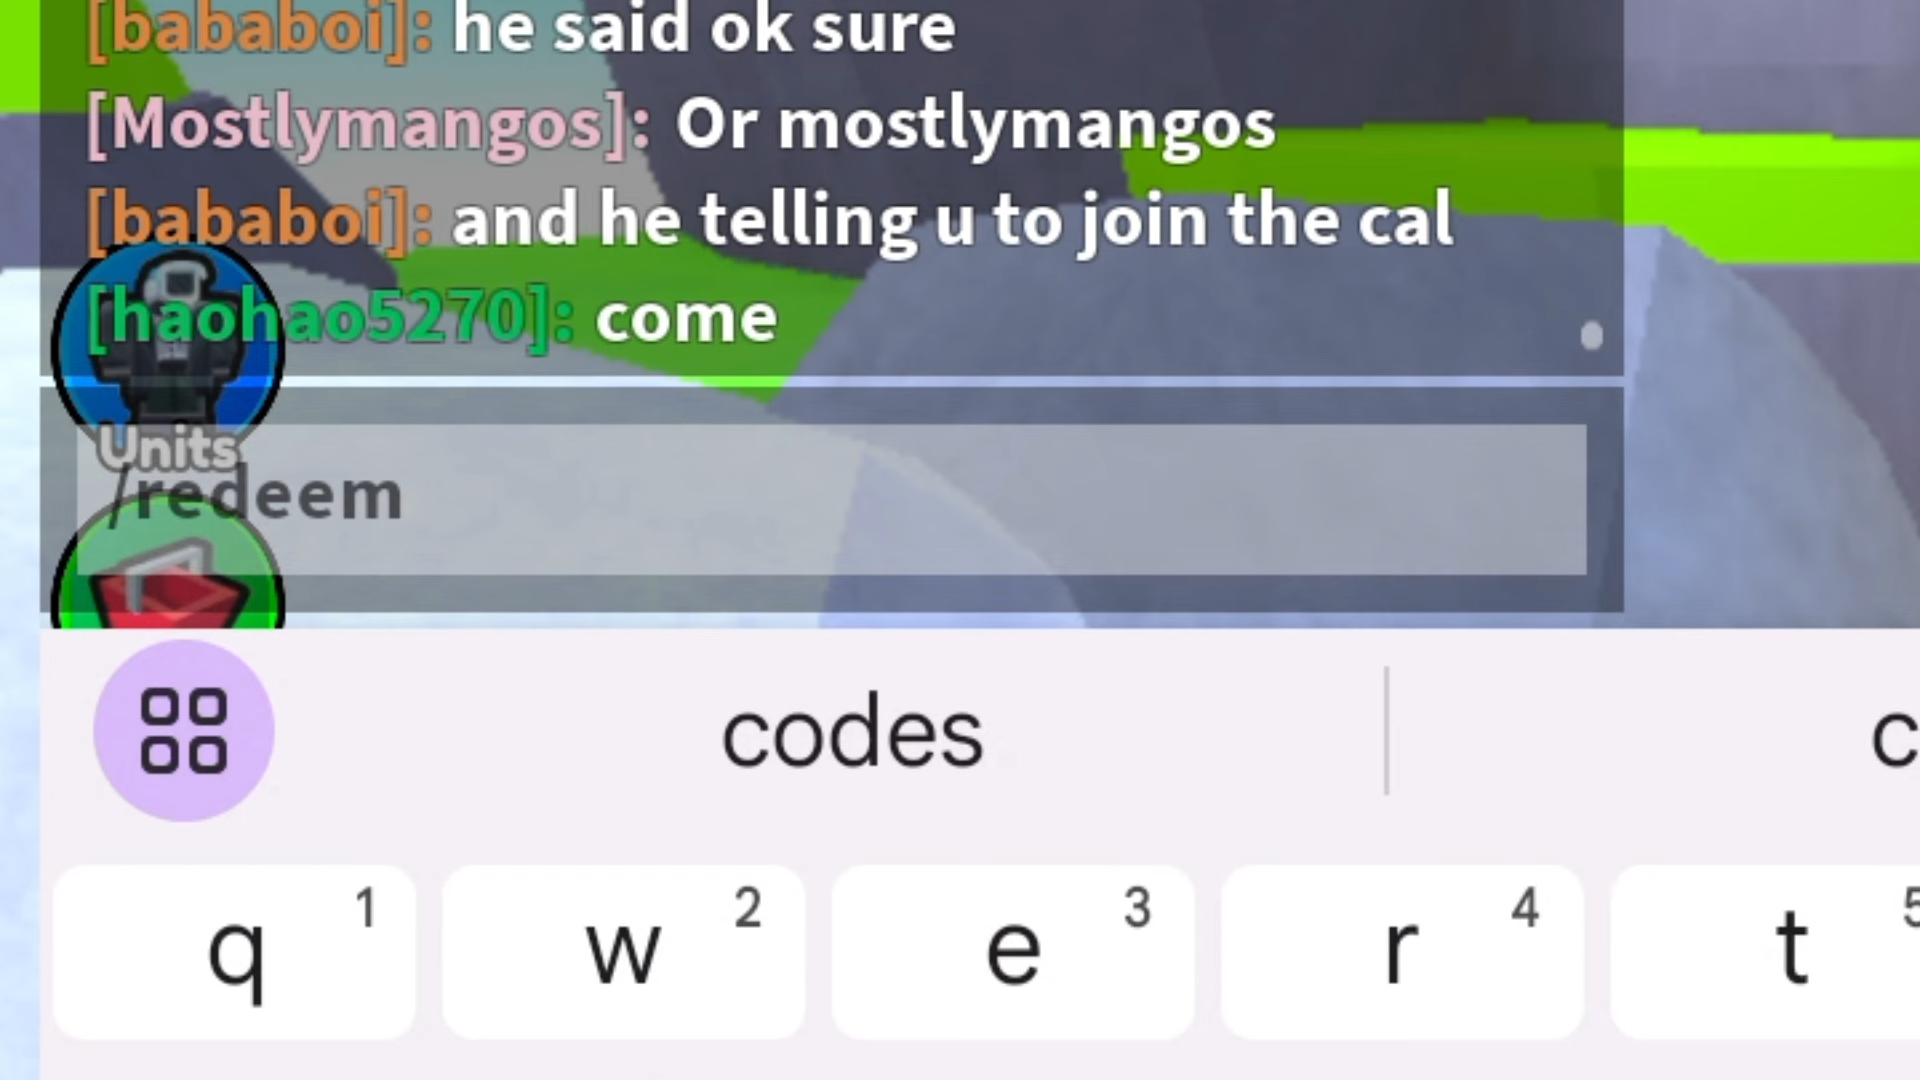 [bababoi]: he said ok sure
[Mostlymangos]: Or mostlymangos
[bababoi]: and he telling u to join the cal
[haohao5270]: come
Units
/redeem
codes
c
q 1 w 2 e 3 r 4 t 5